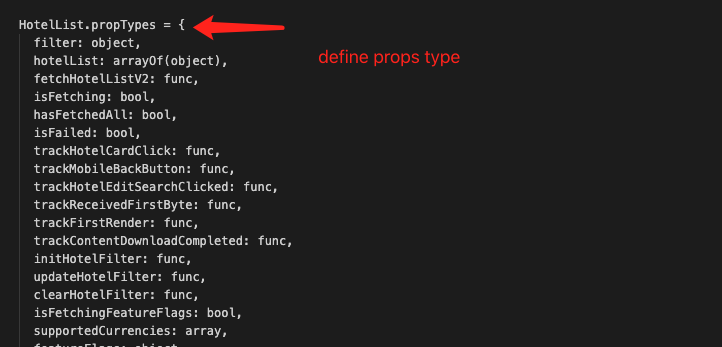 HotelList.propTypes = {
define props type
filter: object,
hotelList: arrayOf(object),
fetchHotelListV2: func,
isFetching: bool,
hasFetchedAll: bool,
isFailed: bool,
trackHotelCardClick: func,
trackMobileBackButton: func,
trackHotelEditSearchClicked: func,
trackReceivedFirstByte: func,
trackFirstRender: func,
trackContentDownloadCompleted: func,
initHotelFilter: func,
updateHotelFilter: func,
clearHotelFilter: func,
isFetchingFeatureFlags: bool,
supportedCurrencies: array,
featureFlags: object